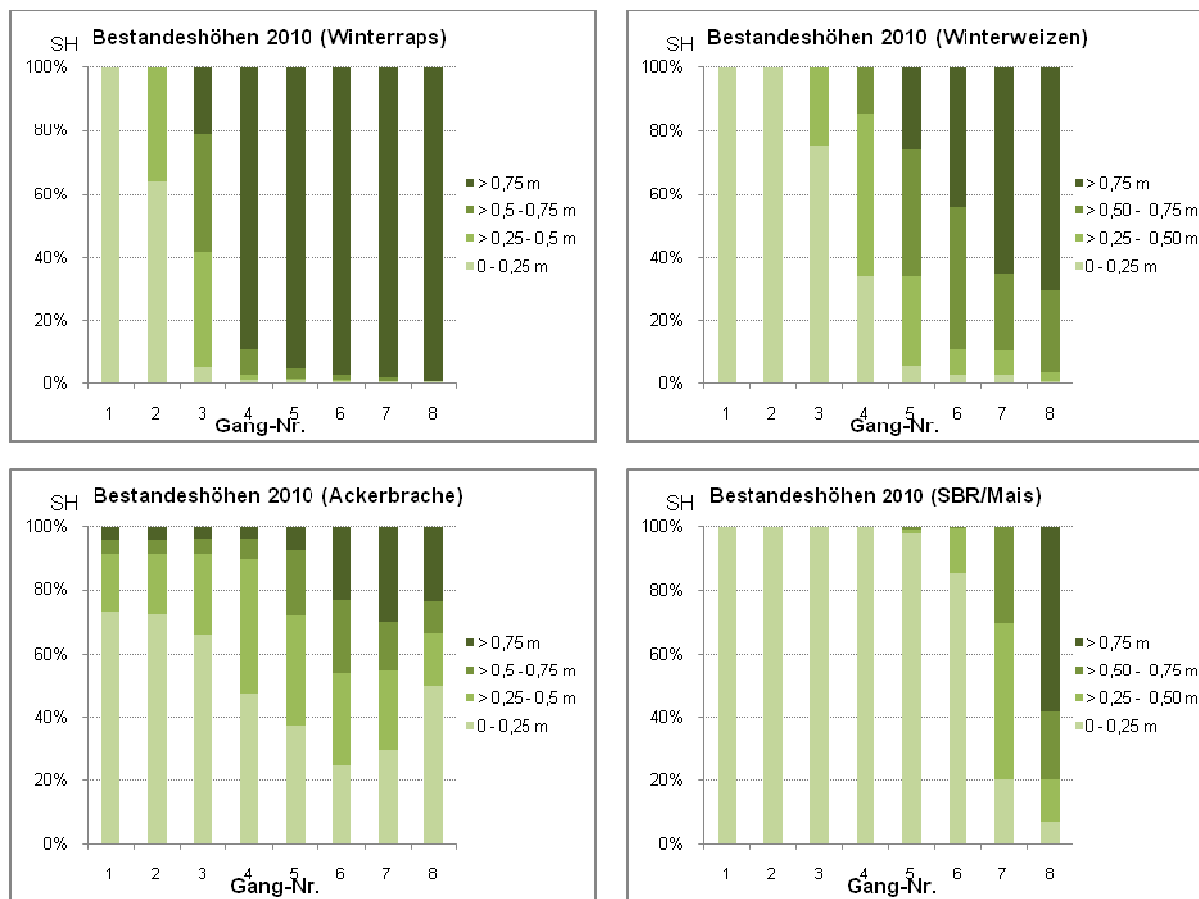 Bestandeshöhen 2010 (Winterraps)
SH
100%
80%
60%
40%
20%
0%
1 2 3 4 5 6 7 8
Gang-Nr.
> 0,75 m
> 0,5 - 0,75 m
> 0,25 - 0,5 m
0 - 0,25 m
Bestandeshöhen 2010 (Winterweizen)
SH
100%
80%
60%
40%
20%
0%
1 2 3 4 5 6 7 8
Gang-Nr.
> 0,75 m
> 0,50 - 0,75 m
> 0,25 - 0,50 m
0 - 0,25 m
Bestandeshöhen 2010 (Ackerbrache)
SH
100%
80%
60%
40%
20%
0%
1 2 3 4 5 6 7 8
Gang-Nr.
> 0,75 m
> 0,5 - 0,75 m
> 0,25 - 0,5 m
0 - 0,25 m
Bestandeshöhen 2010 (SBR/Mais)
SH
100%
80%
60%
40%
20%
0%
1 2 3 4 5 6 7 8
Gang-Nr.
> 0,75 m
> 0,50 - 0,75 m
> 0,25 - 0,50 m
0 - 0,25 m